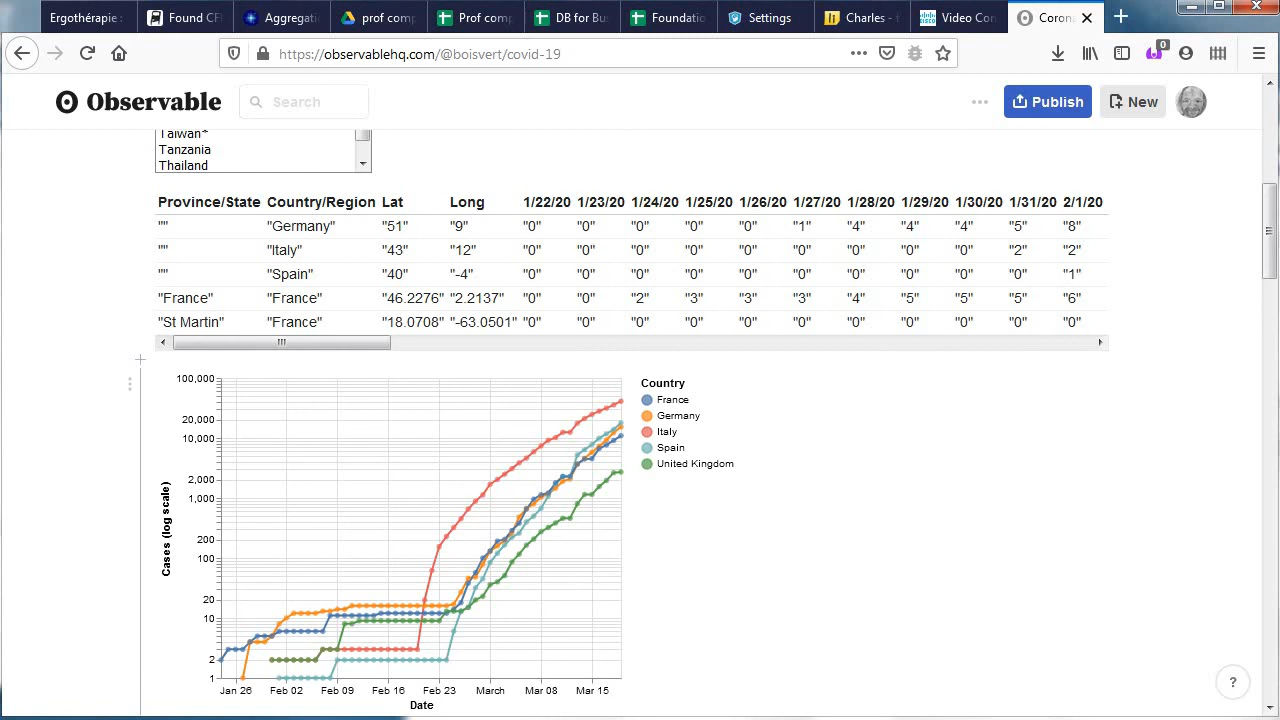 Ergothérapie : Found CF Aggregati prof comp Prof comp DB for Bu Foundatio Settings Charles - Video Con Coron
https://observablehq.com/@boisvert/covid-19 0
Observable Search Publish New
Taiwan*
Tanzania
Thailand
Province/State Country/Region Lat Long 1/22/20 1/23/20 1/24/20 1/25/20 1/26/20 1/27/20 1/28/20 1/29/20 1/30/20 1/31/20 2/1/20
"" "Germany" "51" "9" "0" "0" "0" "0" "0" "1" "4" "4" "4" "5" "8"
"" "Italy" "43" "12" "0" "0" "0" "0" "0" "0" "0" "0" "0" "2" "2"
"" "Spain" "40" "-4" "0" "0" "0" "0" "0" "0" "0" "0" "0" "0" "1"
"France" "France" "46.2276" "2.2137" "0" "0" "2" "3" "3" "3" "4" "5" "5" "5" "6"
"St Martin" "France" "18.0708" "-63.0501" "0" "0" "0" "0" "0" "0" "0" "0" "0" "0" "0"
100,000
20,000
10,000
2,000
1,000
200
100
20
10
2
1
Cases (log scale)
Jan 26 Feb 02 Feb 09 Feb 16 Feb 23 March Mar 08 Mar 15
Date
Country
France
Germany
Italy
Spain
United Kingdom
?